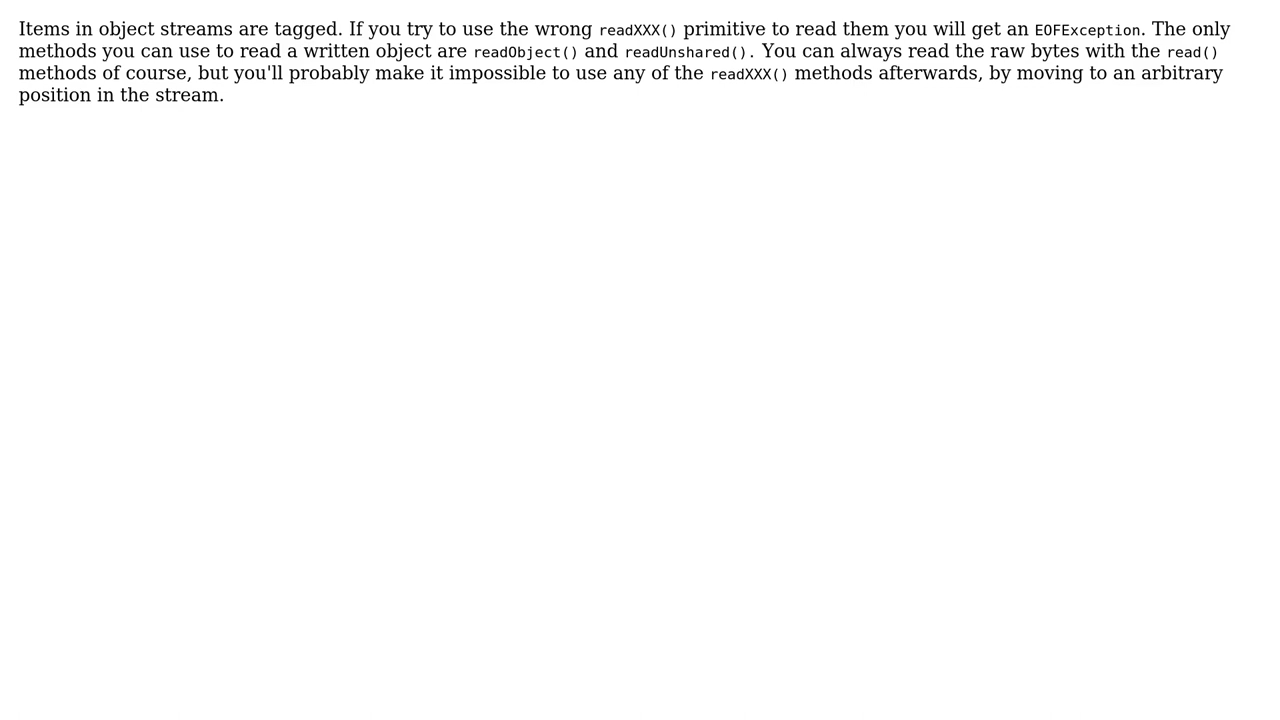 Items in object streams are tagged. If you try to use the wrong readXXX() primitive to read them you will get an EOFException. The only
methods you can use to read a written object are readObject() and readUnshared(). You can always read the raw bytes with the read()
methods of course, but you'll probably make it impossible to use any of the readXXX() methods afterwards, by moving to an arbitrary
position in the stream.